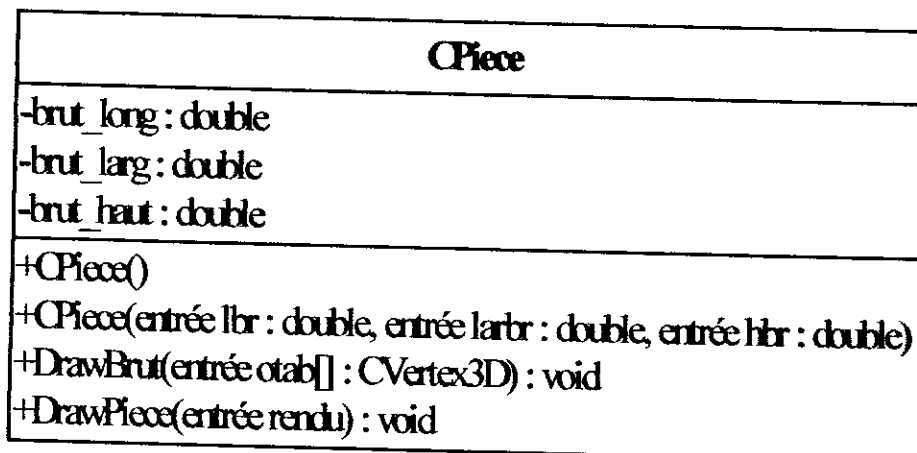 CPiece
-brut_long : double
-brut_larg : double
-brut_haut : double
+CPiece()
+CPiece(entrée lbr : double, entrée larbr : double, entrée hbr : double)
+DrawBrut(entrée otab[] : CVertex3D) : void
+DrawPiece(entrée rendu) : void